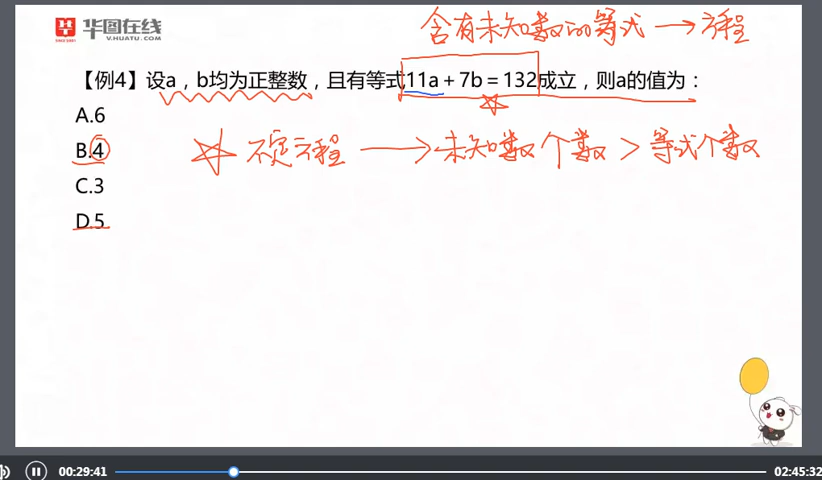 华图在线
V.HUATU.COM
含有未知数的等式 → 方程
【例4】设a，b均为正整数，且有等式11a＋7b＝132成立，则a的值为：
A.6
B.4
C.3
D.5
不定方程 → 未知数个数 > 等式个数
00:29:41
02:45:32